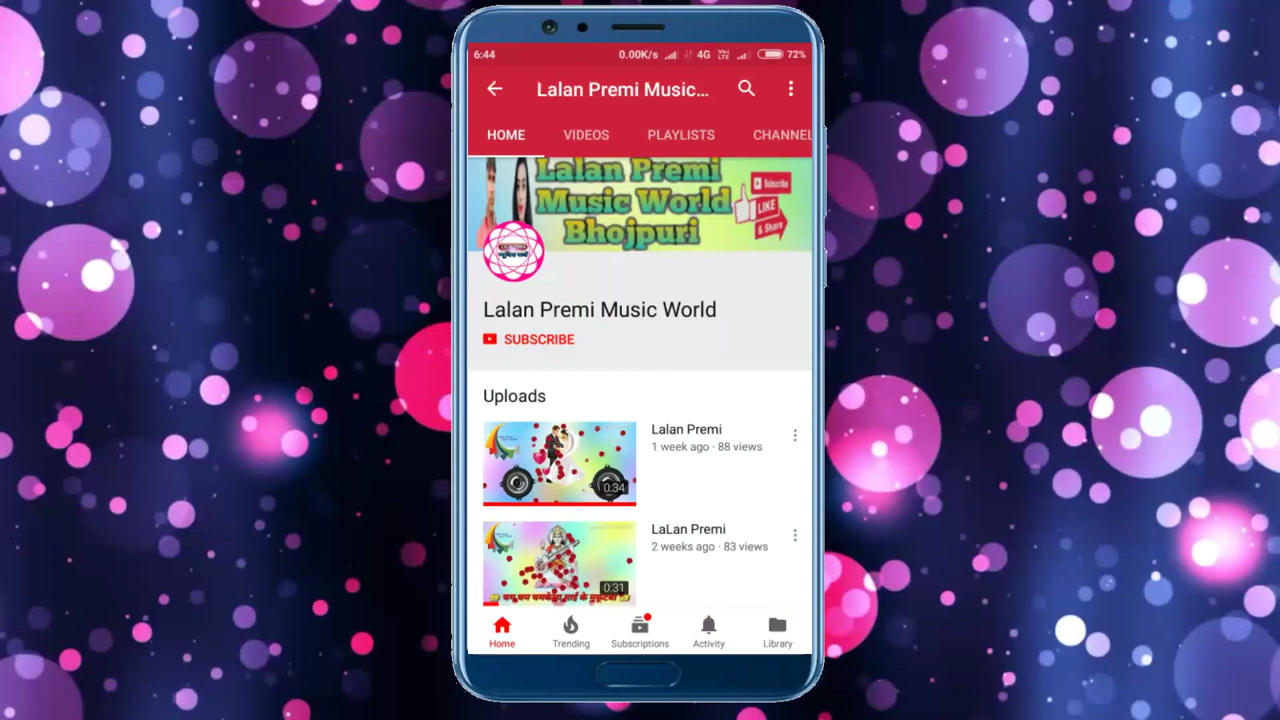 6:44
0.00K/s 4G VoLTE 72%
Lalan Premi Music...
HOME VIDEOS PLAYLISTS CHANNEL
Lalan Premi
Music World
Bhojpuri
Subscribe
LIKE
& Share
Lalan Premi Music World
SUBSCRIBE
Uploads
Lalan Premi
1 week ago · 88 views
0:34
LaLan Premi
2 weeks ago · 83 views
0:31
Home Trending Subscriptions Activity Library